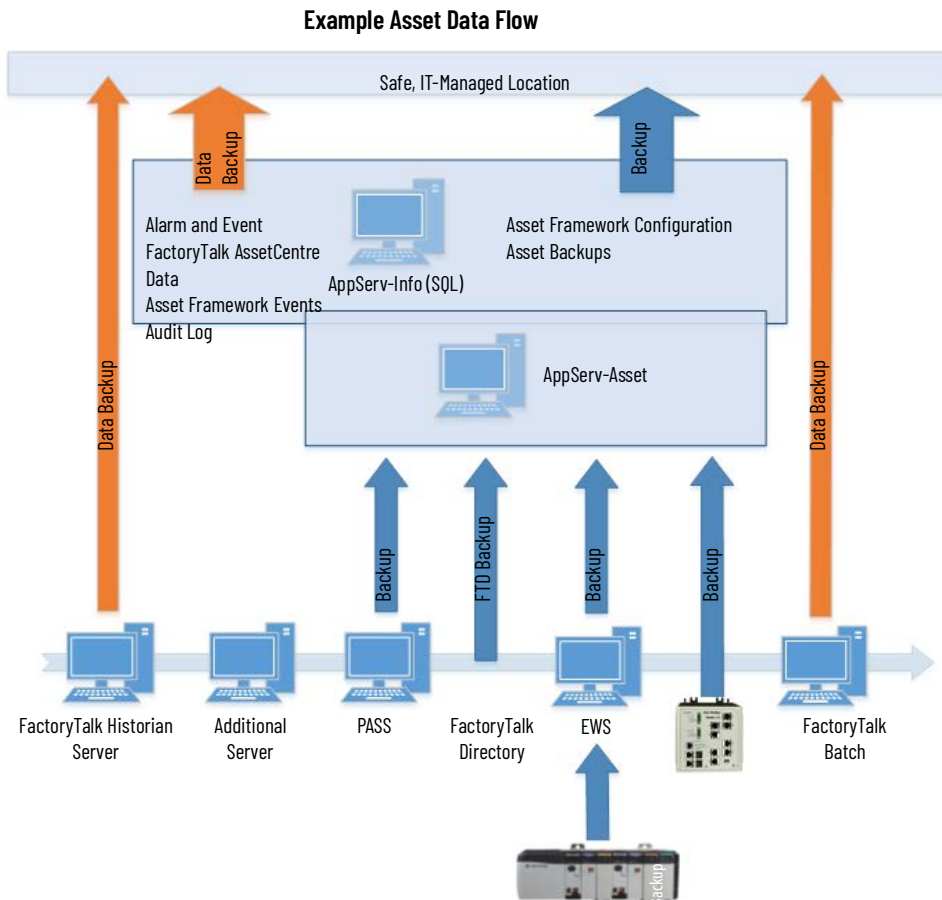 Example Asset Data Flow
Safe, IT-Managed Location
Data
Backup
Backup
Alarm and Event
FactoryTalk AssetCentre
Data
Asset Framework Events
Audit Log
AppServ-Info (SQL)
Asset Framework Configuration
Asset Backups
AppServ-Asset
Data Backup
Backup
FTD Backup
Backup
Backup
Data Backup
FactoryTalk Historian
Server
Additional
Server
PASS
FactoryTalk
Directory
EWS
FactoryTalk
Batch
Backup